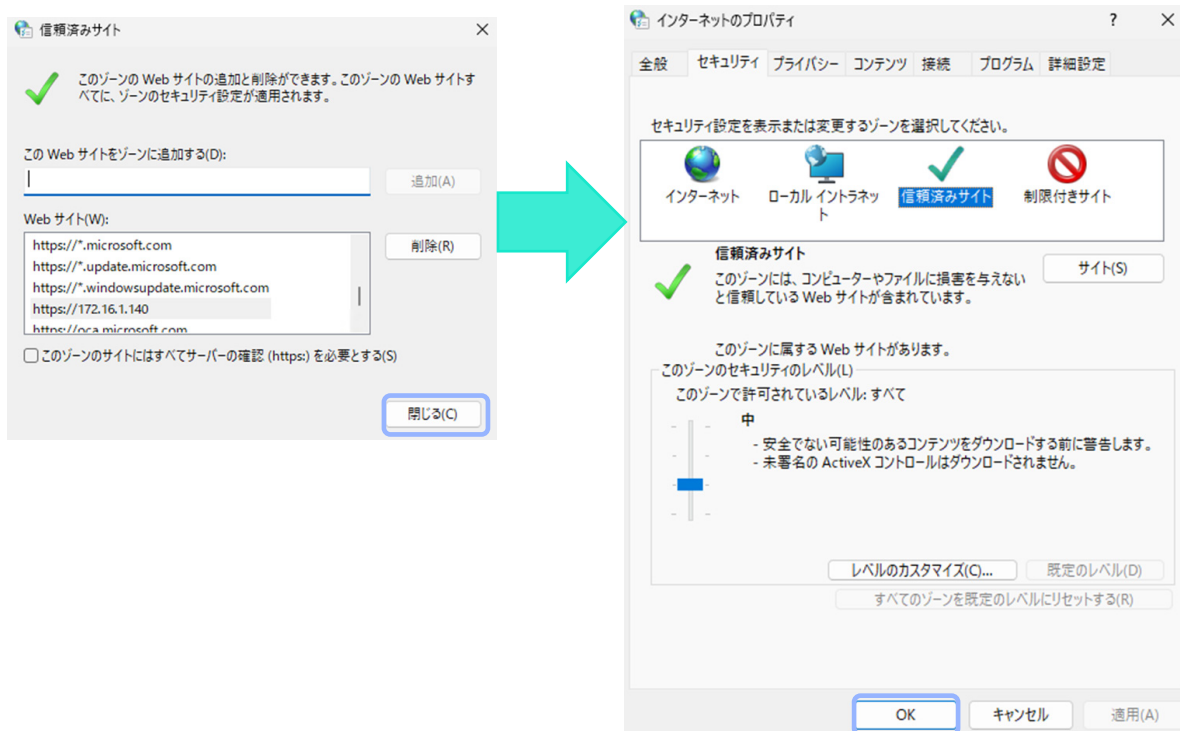 信頼済みサイト
このゾーンの Web サイトの追加と削除ができます。このゾーンの Web サイトす
べてに、ゾーンのセキュリティ設定が適用されます。
この Web サイトをゾーンに追加する(D):
追加(A)
Web サイト(W):
https://*.microsoft.com
https://*.update.microsoft.com
https://*.windowsupdate.microsoft.com
https://172.16.1.140
https://oca.microsoft.com
削除(R)
このゾーンのサイトにはすべてサーバーの確認 (https:) を必要とする(S)
閉じる(C)
インターネットのプロパティ
?
全般 セキュリティ プライバシー コンテンツ 接続 プログラム 詳細設定
セキュリティ設定を表示または変更するゾーンを選択してください。
インターネット
ローカル イントラネッ
ト
信頼済みサイト
制限付きサイト
信頼済みサイト
このゾーンには、コンピューターやファイルに損害を与えない
と信頼している Web サイトが含まれています。
サイト(S)
このゾーンに属する Web サイトがあります。
このゾーンのセキュリティのレベル(L)
このゾーンで許可されているレベル: すべて
中
- 安全でない可能性のあるコンテンツをダウンロードする前に警告します。
- 未署名の ActiveX コントロールはダウンロードされません。
レベルのカスタマイズ(C)... 既定のレベル(D)
すべてのゾーンを既定のレベルにリセットする(R)
OK キャンセル 適用(A)